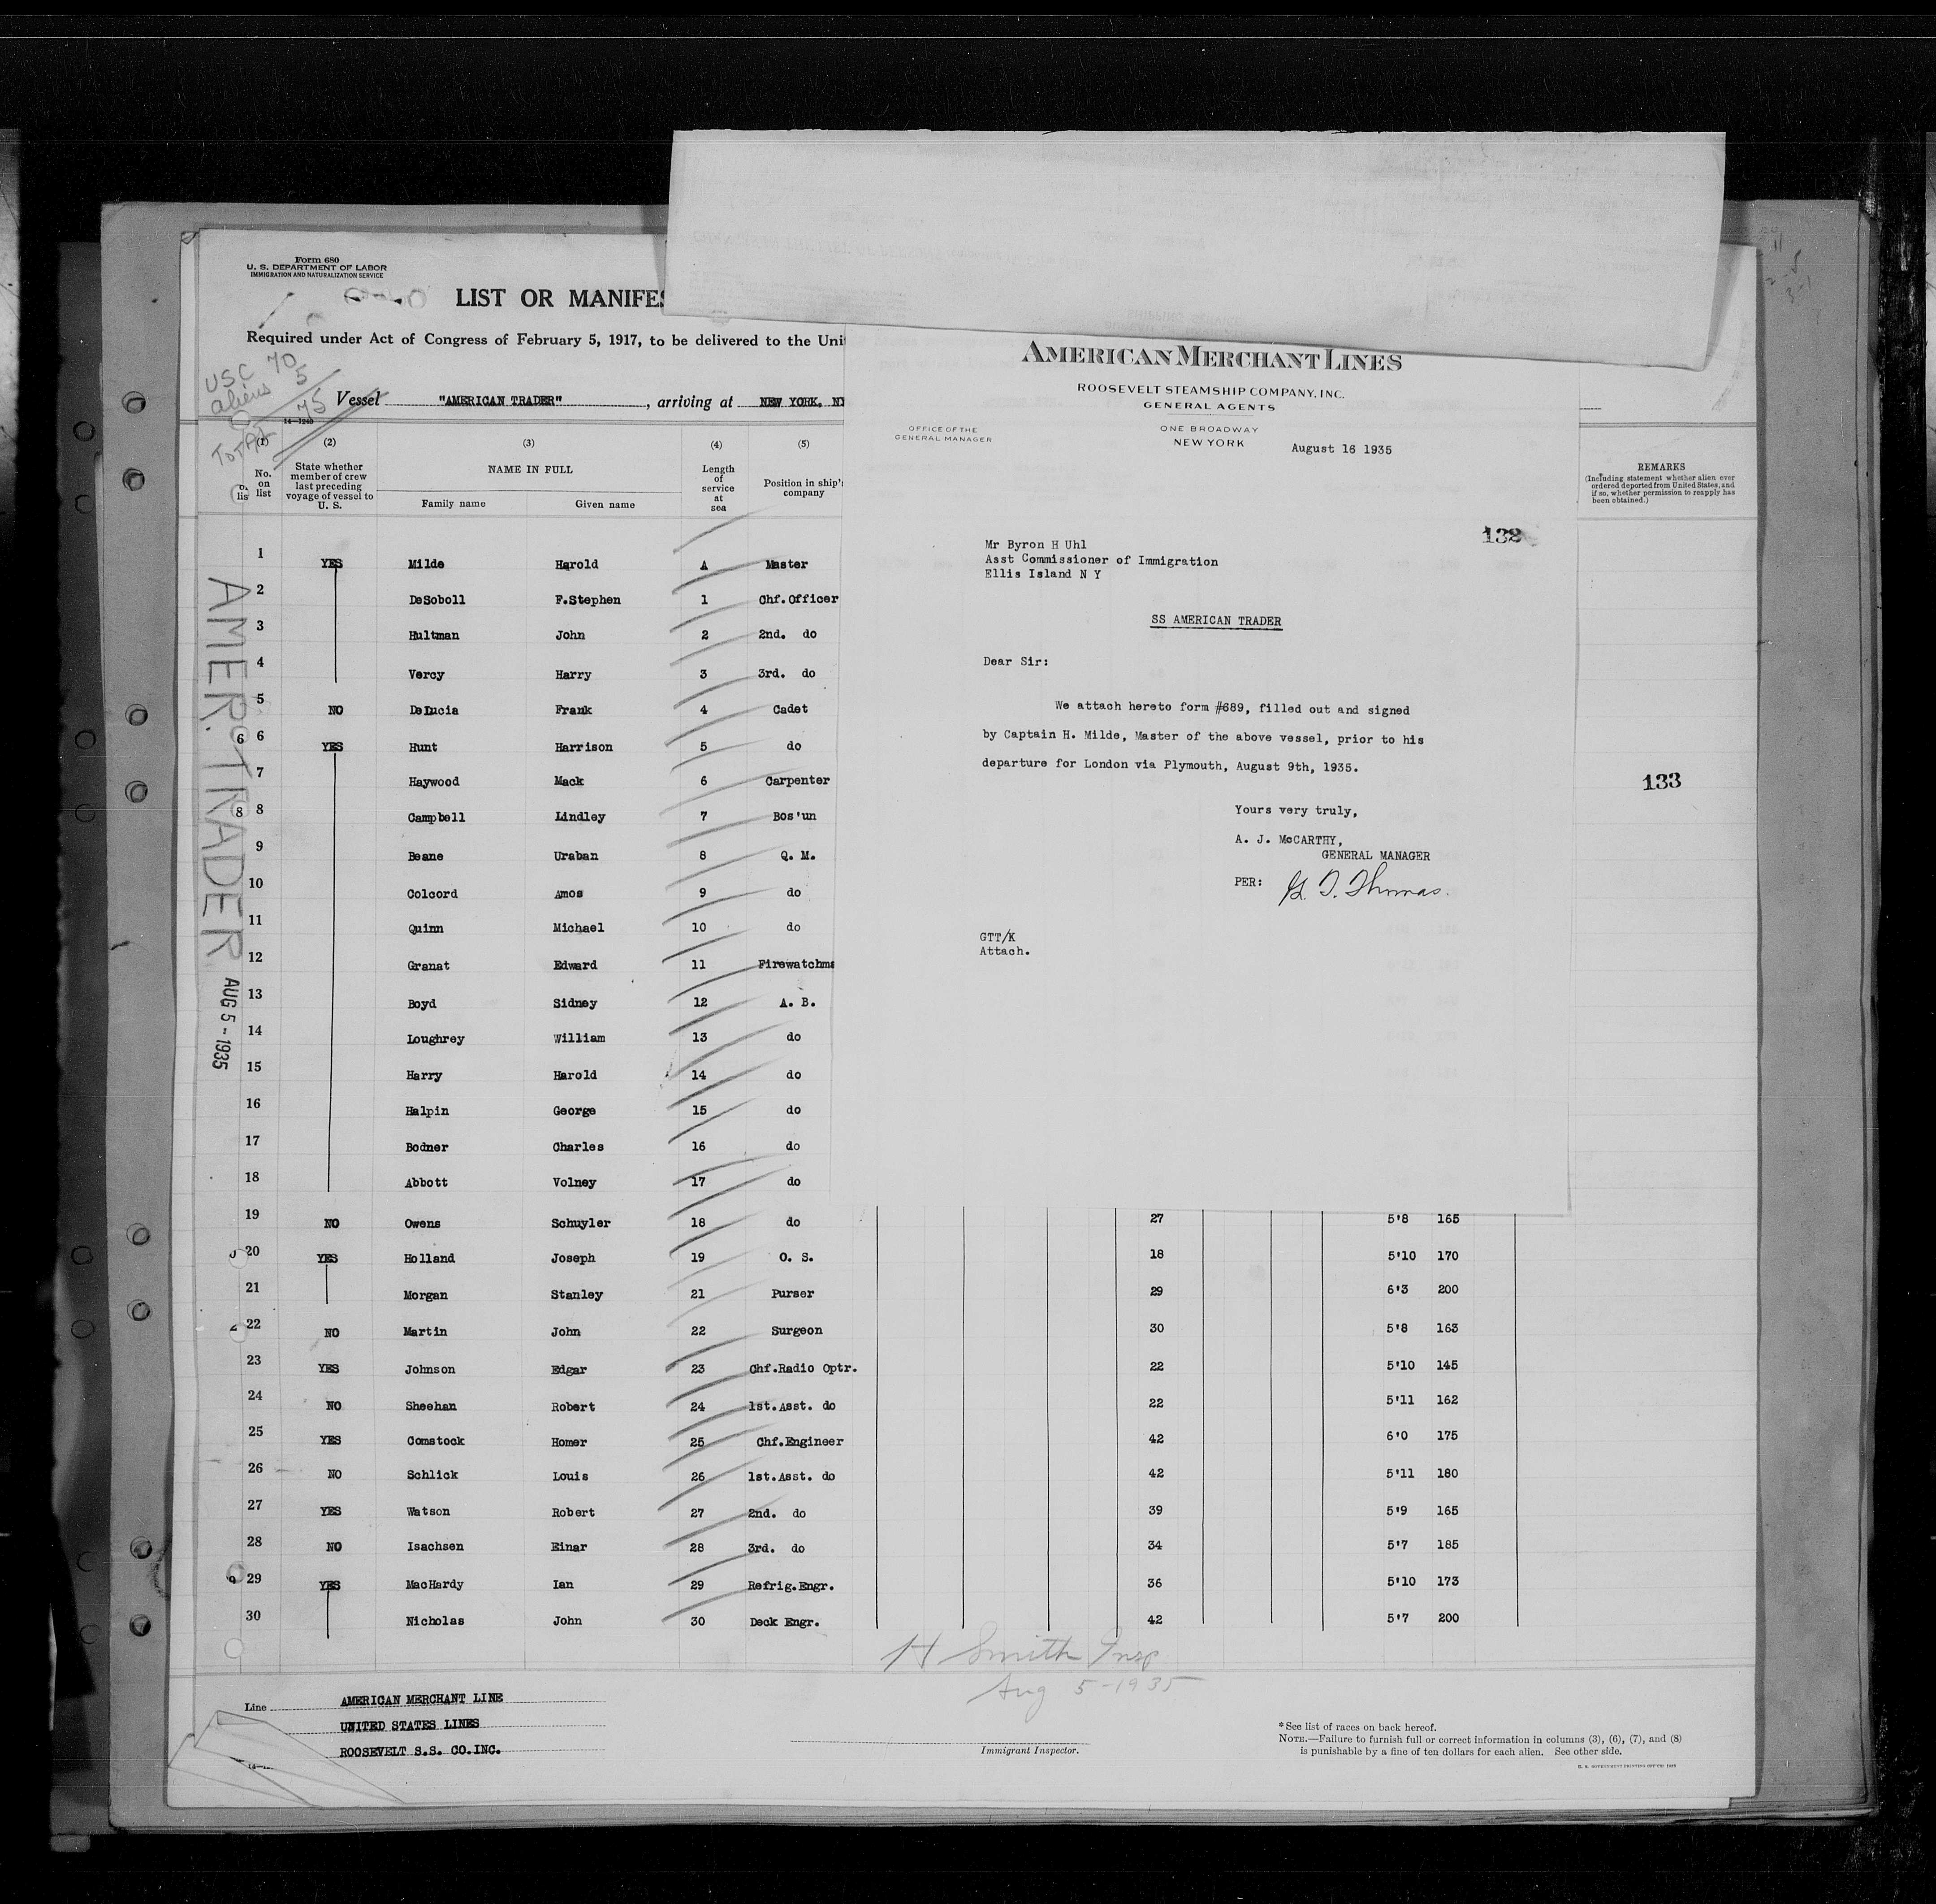 Form 680
U. S. DEPARTMENT OF LABOR
IMMIGRATION AND NATURALIZATION SERVICE
LIST OR MANIFES
Required under Act of Congress of February 5, 1917, to be delivered to the Uni
USC 70
aliens 5
TOTAL 75
Vessel "AMERICAN TRADER", arriving at NEW YORK, NY
14—1240
(1) (2) (3) (4) (5)
No. on list
State whether member of crew last preceding voyage of vessel to U. S.
NAME IN FULL
Family name Given name
Length of service at sea
Position in ship's company
REMARKS
(Including statement whether alien ever ordered deported from United States, and if so, whether permission to reapply has been obtained.)
AMER. TRADER
AUG 5 - 1935
1 YES Milde Harold A Master
2 DeSoboll F.Stephen 1 Chf.Officer
3 Hultman John 2 2nd. do
4 Vercy Harry 3 3rd. do
5 NO DeLucia Frank 4 Cadet
6 6 YES Hunt Harrison 5 do
7 Haywood Mack 6 Carpenter
8 8 Campbell Lindley 7 Bos'un
9 Beane Uraban 8 Q. M.
10 Colcord Amos 9 do
11 Quinn Michael 10 do
12 Granat Edward 11 Firewatchma
13 Boyd Sidney 12 A. B.
14 Loughrey William 13 do
15 Harry Harold 14 do
16 Halpin George 15 do
17 Bodner Charles 16 do
18 Abbott Volney 17 do
19 NO Owens Schuyler 18 do 27 5'8 165
20 YES Holland Joseph 19 O. S. 18 5'10 170
21 Morgan Stanley 21 Purser 29 6'3 200
22 NO Martin John 22 Surgeon 30 5'8 163
23 YES Johnson Edgar 23 Chf.Radio Optr. 22 5'10 145
24 NO Sheehan Robert 24 1st.Asst. do 22 5'11 162
25 YES Comstock Homer 25 Chf.Engineer 42 6'0 175
26 NO Schlick Louis 26 1st.Asst. do 42 5'11 180
27 YES Watson Robert 27 2nd. do 39 5'9 165
28 NO Isachsen Einar 28 3rd. do 34 5'7 185
29 YES MacHardy Ian 29 Refrig.Engr. 36 5'10 173
30 Nicholas John 30 Deck Engr. 42 5'7 200
AMERICAN MERCHANT LINES
ROOSEVELT STEAMSHIP COMPANY, INC.
GENERAL AGENTS
OFFICE OF THE
GENERAL MANAGER
ONE BROADWAY
NEW YORK
August 16 1935
132
Mr Byron H Uhl
Asst Commissioner of Immigration
Ellis Island N Y
SS AMERICAN TRADER
Dear Sir:
We attach hereto form #689, filled out and signed
by Captain H. Milde, Master of the above vessel, prior to his
departure for London via Plymouth, August 9th, 1935.
Yours very truly,
A. J. McCARTHY,
GENERAL MANAGER
PER: G. T. Thomas.
GTT/K
Attach.
133
H Smith Insp
Aug 5-1935
Line AMERICAN MERCHANT LINE
UNITED STATES LINES
ROOSEVELT S.S. CO.INC.
Immigrant Inspector.
*See list of races on back hereof.
NOTE.—Failure to furnish full or correct information in columns (3), (6), (7), and (8)
is punishable by a fine of ten dollars for each alien. See other side.